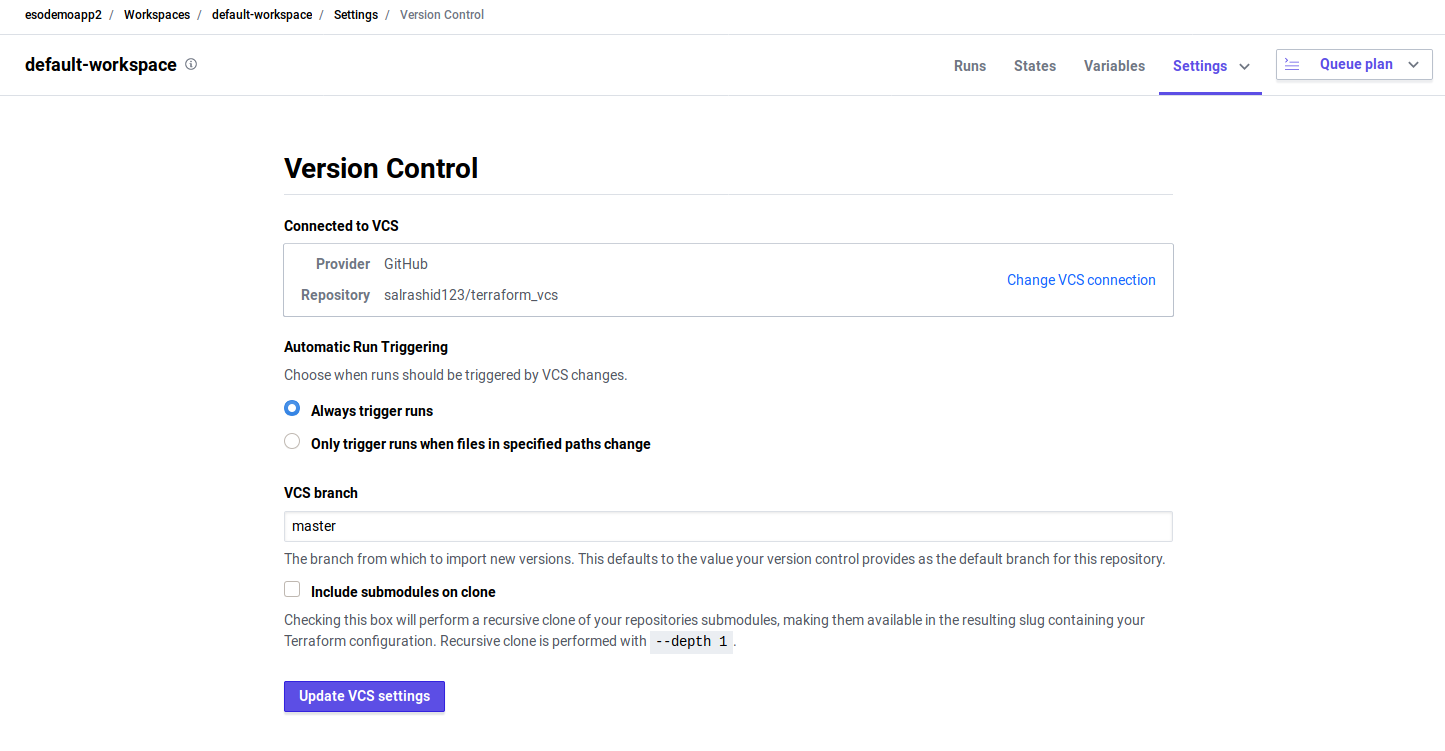 esodemoapp2 / Workspaces / default-workspace / Settings / Version Control
default-workspace Runs States Variables Settings Queue plan
Version Control
Connected to VCS
Provider GitHub
Change VCS connection
Repository salrashid123/terraform_vcs
Automatic Run Triggering
Choose when runs should be triggered by VCS changes.
Always trigger runs
Only trigger runs when files in specified paths change
VCS branch
master
The branch from which to import new versions. This defaults to the value your version control provides as the default branch for this repository.
Include submodules on clone
Checking this box will perform a recursive clone of your repositories submodules, making them available in the resulting slug containing your
Terraform configuration. Recursive clone is performed with --depth 1.
Update VCS settings